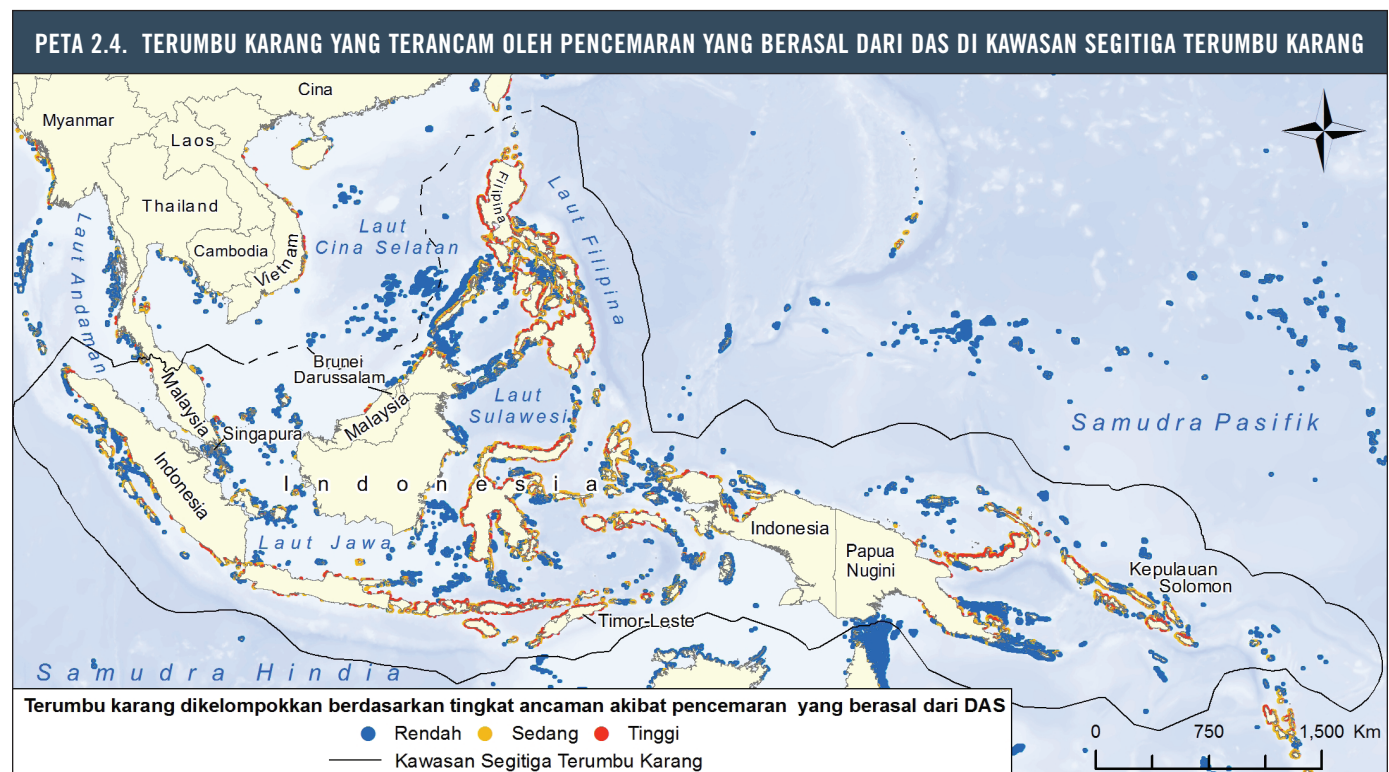 PETA 2.4. TERUMBU KARANG YANG TERANCAM OLEH PENCEMARAN YANG BERASAL DARI DAS DI KAWASAN SEGITIGA TERUMBU KARANG
Cina
Myanmar
Laos
Thailand
Cambodia
Vietnam
Laut Andaman
Laut
Cina Selatan
Filipina
Laut Filipina
Brunei
Darussalam
Malaysia
Malaysia
Singapura
Laut
Sulawesi
Samudra Pasifik
Indonesia
Indonesia
Indonesia
Papua
Nugini
Laut Jawa
Kepulauan
Solomon
Timor-Leste
Samudra Hindia
Terumbu karang dikelompokkan berdasarkan tingkat ancaman akibat pencemaran yang berasal dari DAS
Rendah Sedang Tinggi
Kawasan Segitiga Terumbu Karang
0 750 1,500 Km